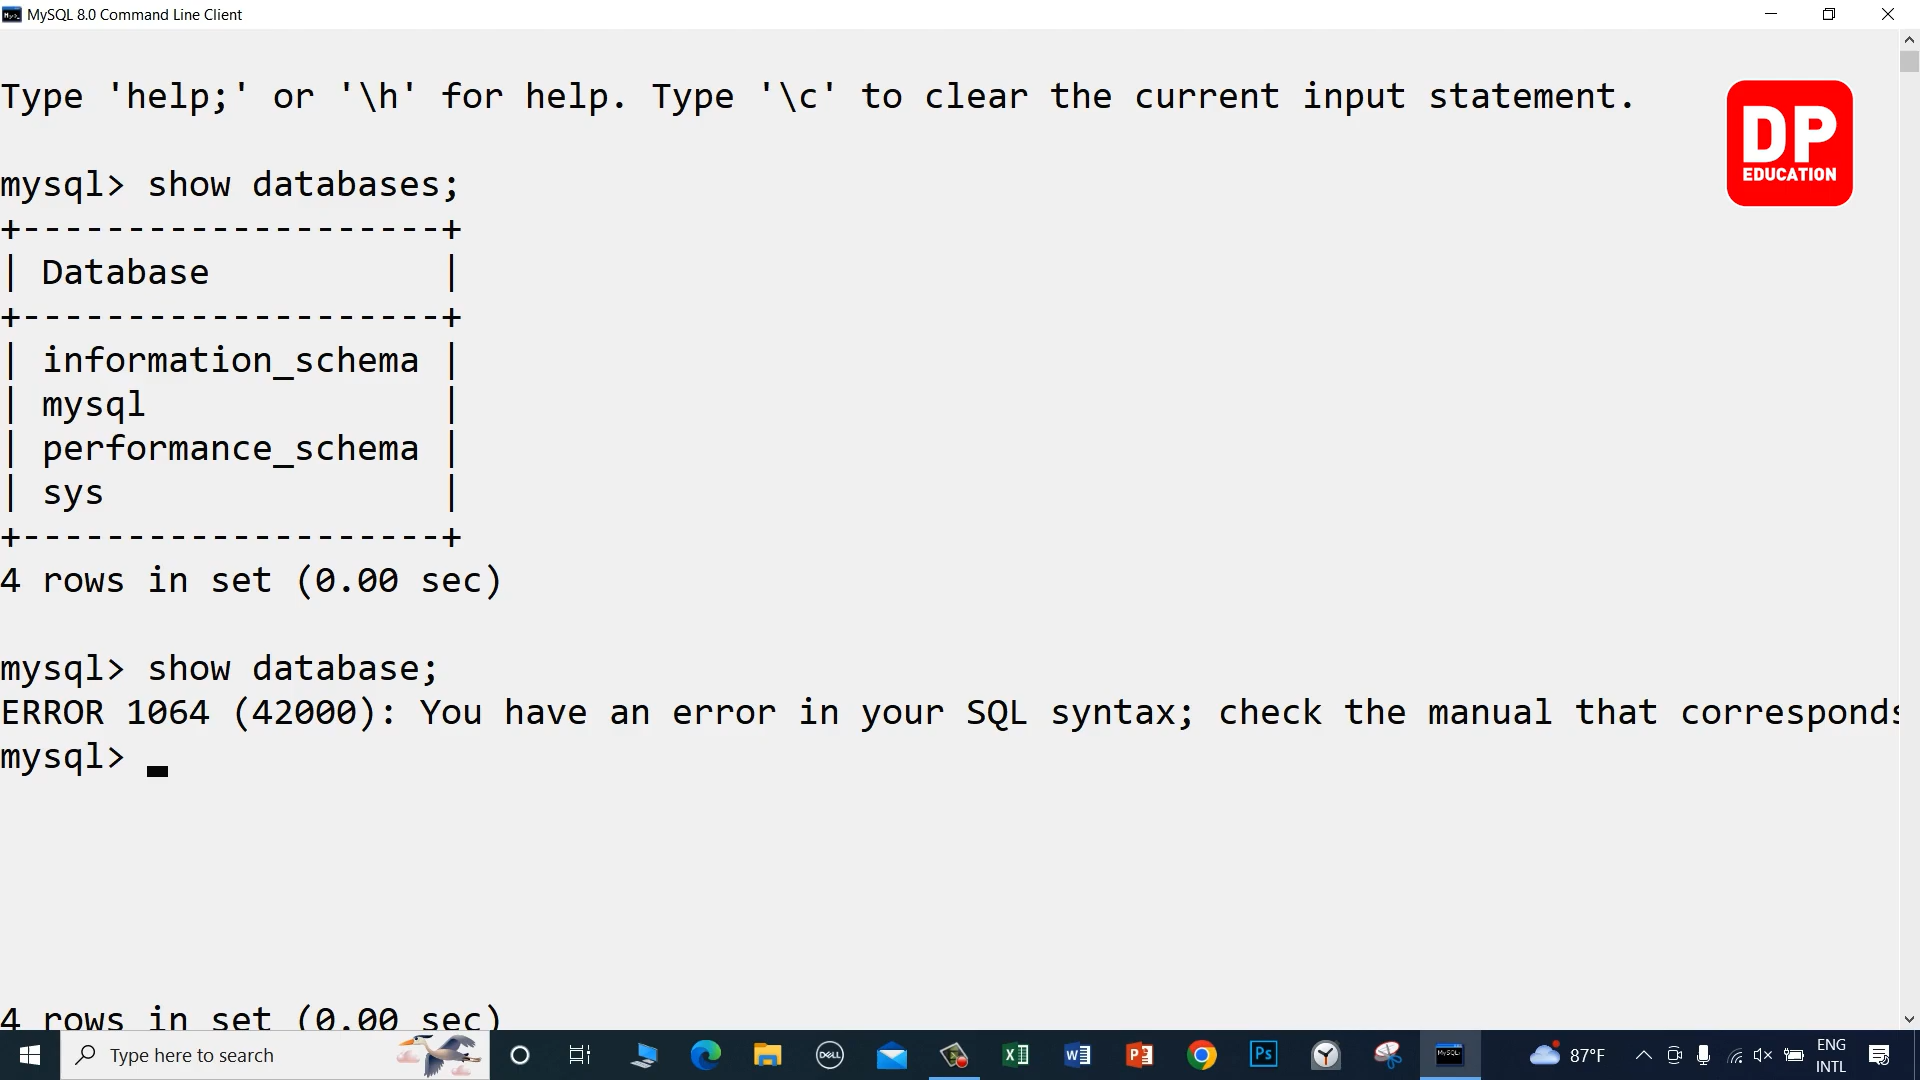 MySQL 8.0 Command Line Client
Type 'help;' or '\h' for help. Type '\c' to clear the current input statement.
DP
EDUCATION
mysql> show databases;
+--------------------+
| Database           |
+--------------------+
| information_schema |
| mysql              |
| performance_schema |
| sys                |
+--------------------+
4 rows in set (0.00 sec)
mysql> show database;
ERROR 1064 (42000): You have an error in your SQL syntax; check the manual that corresponds
mysql>
4 rows in set (0.00 sec)
Type here to search
DELL
Ps
87°F
ENG
INTL